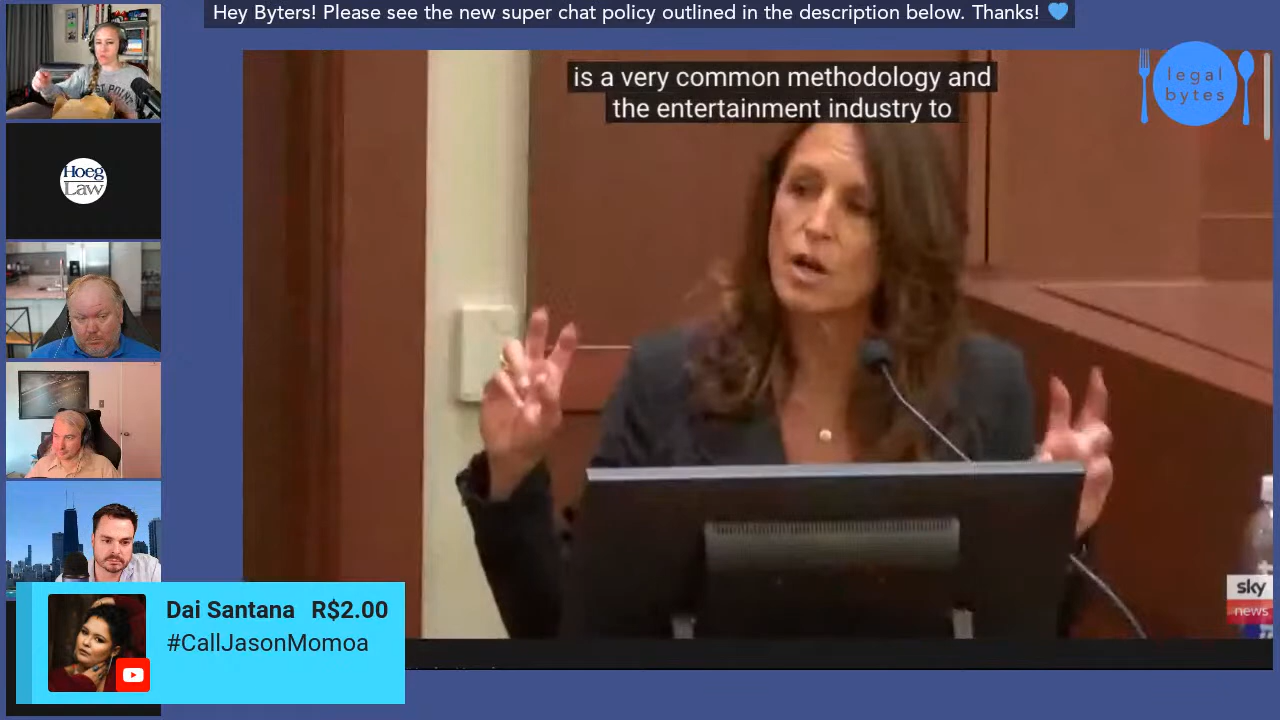 Hey Byters! Please see the new super chat policy outlined in the description below. Thanks! 💙
legal
bytes
is a very common methodology and
the entertainment industry to
Hoeg
Law
sky
news
Dai Santana R$2.00
#CallJasonMomoa